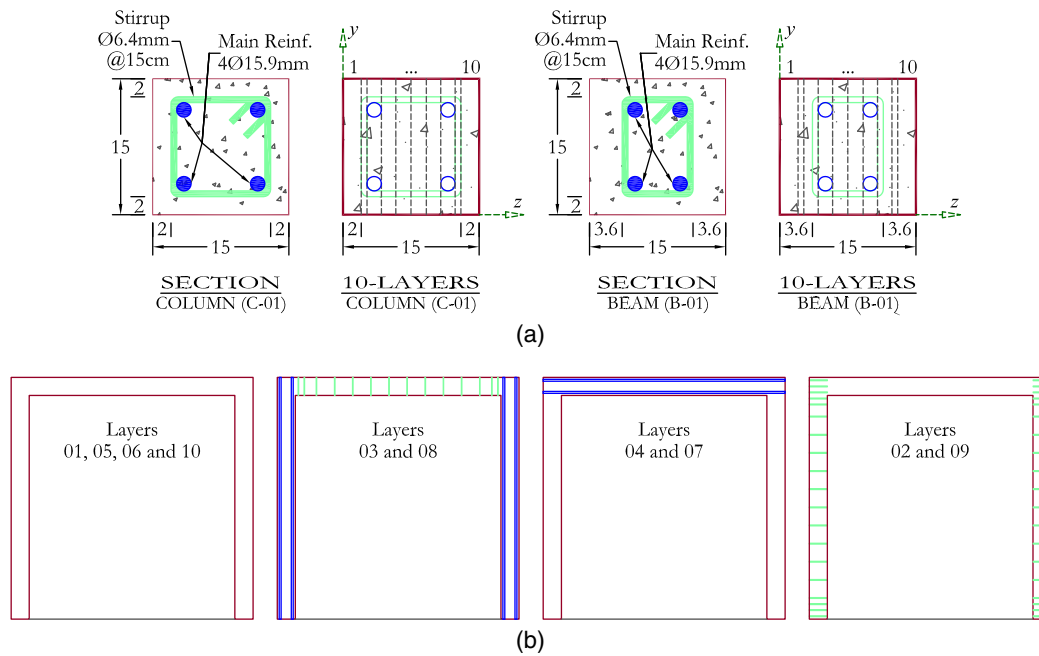 Stirrup
Ø6.4mm
@15cm
Main Reinf.
4Ø15.9mm
2
15
2
2
2
15
SECTION
COLUMN (C-01)
y
1 ... 10
z
2
2
15
10-LAYERS
COLUMN (C-01)
Stirrup
Ø6.4mm
@15cm
Main Reinf.
4Ø15.9mm
2
15
2
3.6
3.6
15
SECTION
BEAM (B-01)
y
1 ... 10
z
3.6
3.6
15
10-LAYERS
BEAM (B-01)
(a)
Layers
01, 05, 06 and 10
Layers
03 and 08
Layers
04 and 07
Layers
02 and 09
(b)